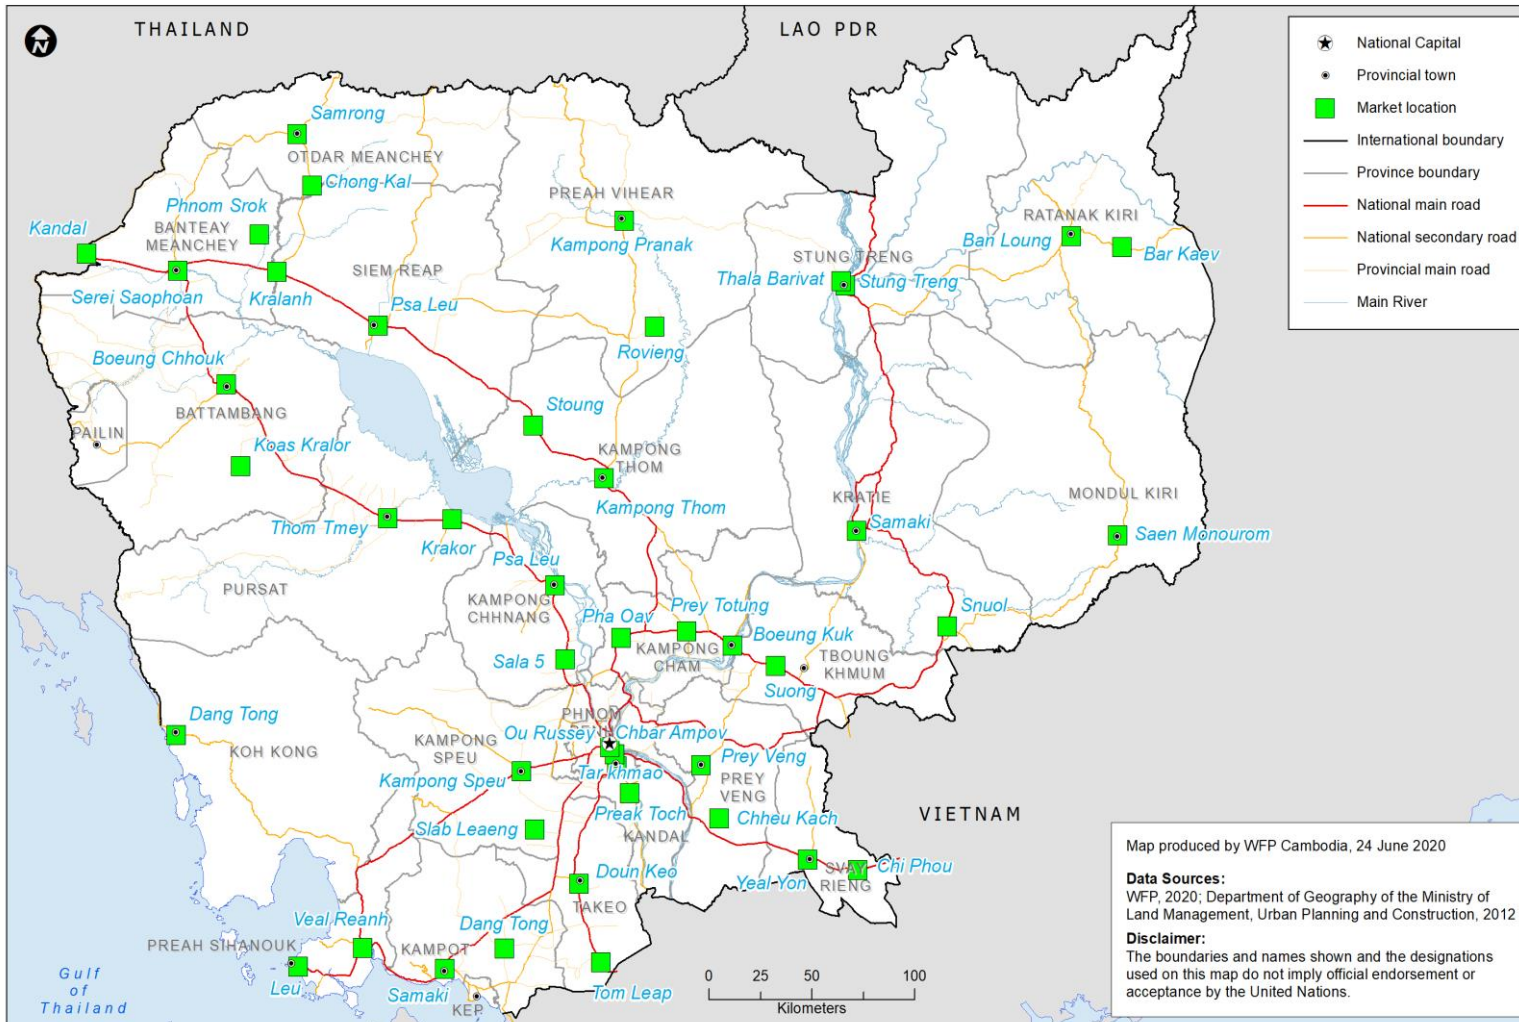 THAILAND
LAO PDR
N
Samrong
OTDAR MEANCHEY
Chong-Kal
Phnom Srok
BANTEAY
MEANCHEY
Kandal
Serei Saophoan
Kralanh
SIEM REAP
Psa Leu
PREAH VIHEAR
Kampong Pranak
Rovieng
STUNG TRENG
Thala Barivat
Stung Treng
RATANAK KIRI
Ban Loung
Bar Kaev
Boeung Chhouk
BATTAMBANG
PAILIN
Koas Kralor
Stoung
KAMPONG
THOM
Kampong Thom
Thom Tmey
Krakor
KRATIE
Samaki
MONDUL KIRI
Saen Monourom
PURSAT
Psa Leu
KAMPONG
CHHNANG
Sala 5
Pha Oav
Prey Totung
KAMPONG
CHAM
Boeung Kuk
Suong
TBOUNG
KHMUM
Snuol
Dang Tong
KOH KONG
KAMPONG
SPEU
Kampong Speu
PHNOM
PENH
Ou Russey
Chbar Ampov
Tar khmao
Preak Toch
KANDAL
Prey Veng
PREY
VENG
Chheu Kach
VIETNAM
Slab Leaeng
Doun Keo
TAKEO
Yeal Yon
SVAY
RIENG
Chi Phou
Veal Reanh
PREAH SIHANOUK
Leu
KAMPOT
Samaki
KEP
Dang Tong
Tom Leap
Gulf
of
Thailand
0 25 50 100
Kilometers
National Capital
Provincial town
Market location
International boundary
Province boundary
National main road
National secondary road
Provincial main road
Main River
Map produced by WFP Cambodia, 24 June 2020
Data Sources:
WFP, 2020; Department of Geography of the Ministry of
Land Management, Urban Planning and Construction, 2012
Disclaimer:
The boundaries and names shown and the designations
used on this map do not imply official endorsement or
acceptance by the United Nations.